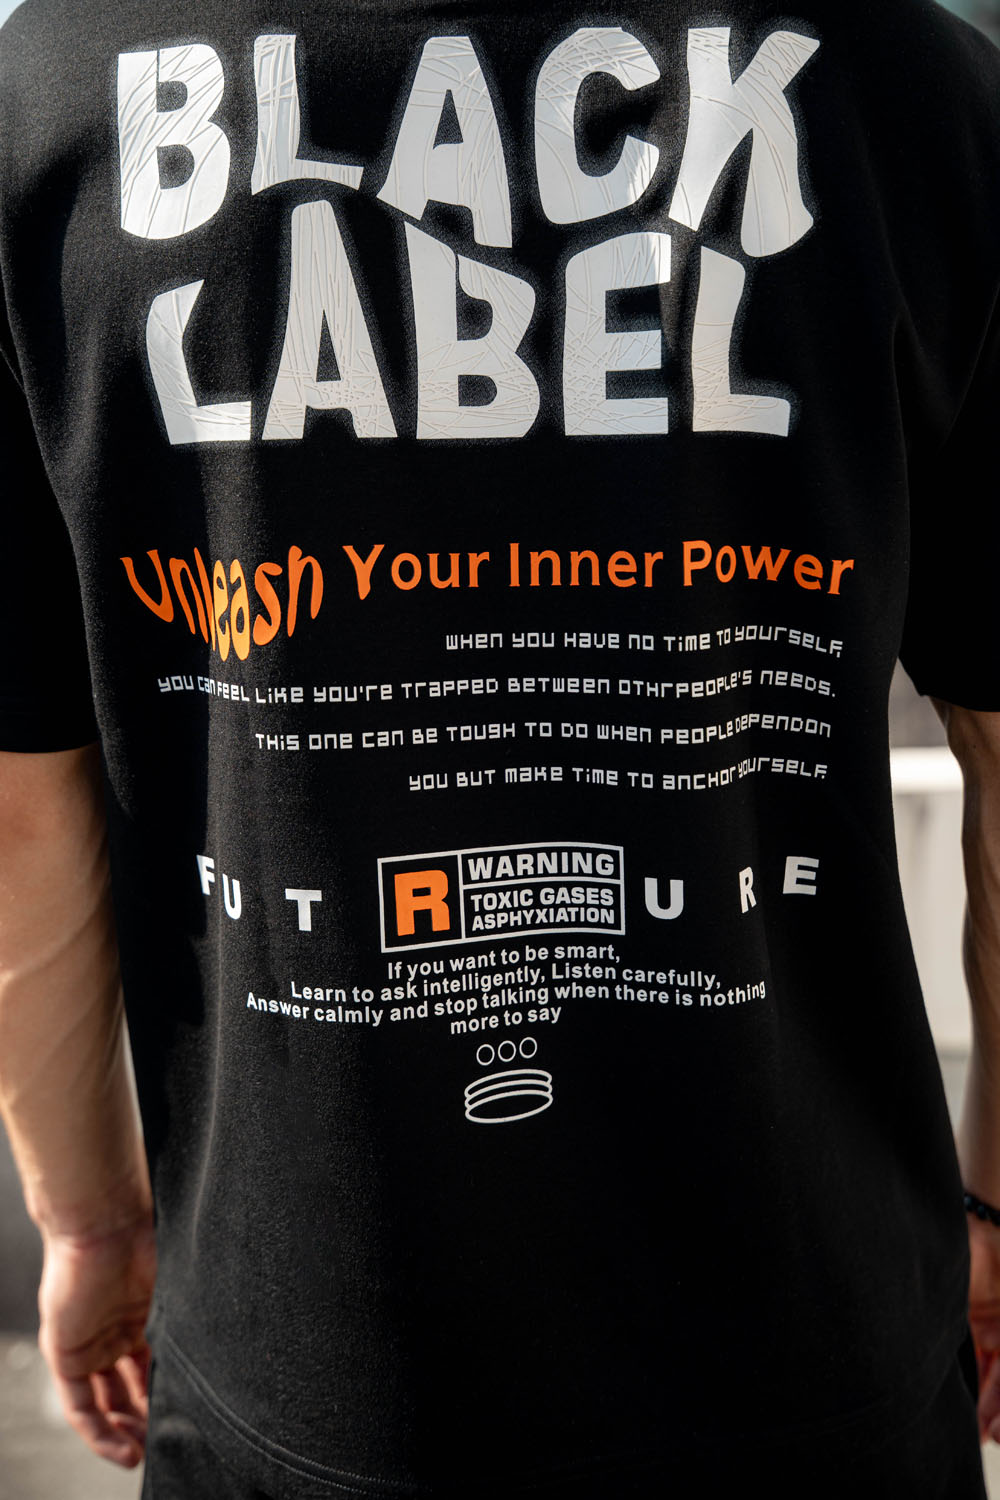 BLACK
LABEL
Unleash Your Inner Power
WHEN YOU HAVE NO TIME TO YOURSELF,
YOU CAN FEEL LIKE YOU'RE TRAPPED BETWEEN OTHRPEOPLE'S NEEDS.
THIS ONE CAN BE TOUGH TO DO WHEN PEOPLE DEPENDON
YOU BUT MAKE TIME TO ANCHOR YOURSELF.
FUT URE
R
WARNING
TOXIC GASES
ASPHYXIATION
If you want to be smart,
Learn to ask intelligently, Listen carefully,
Answer calmly and stop talking when there is nothing
more to say